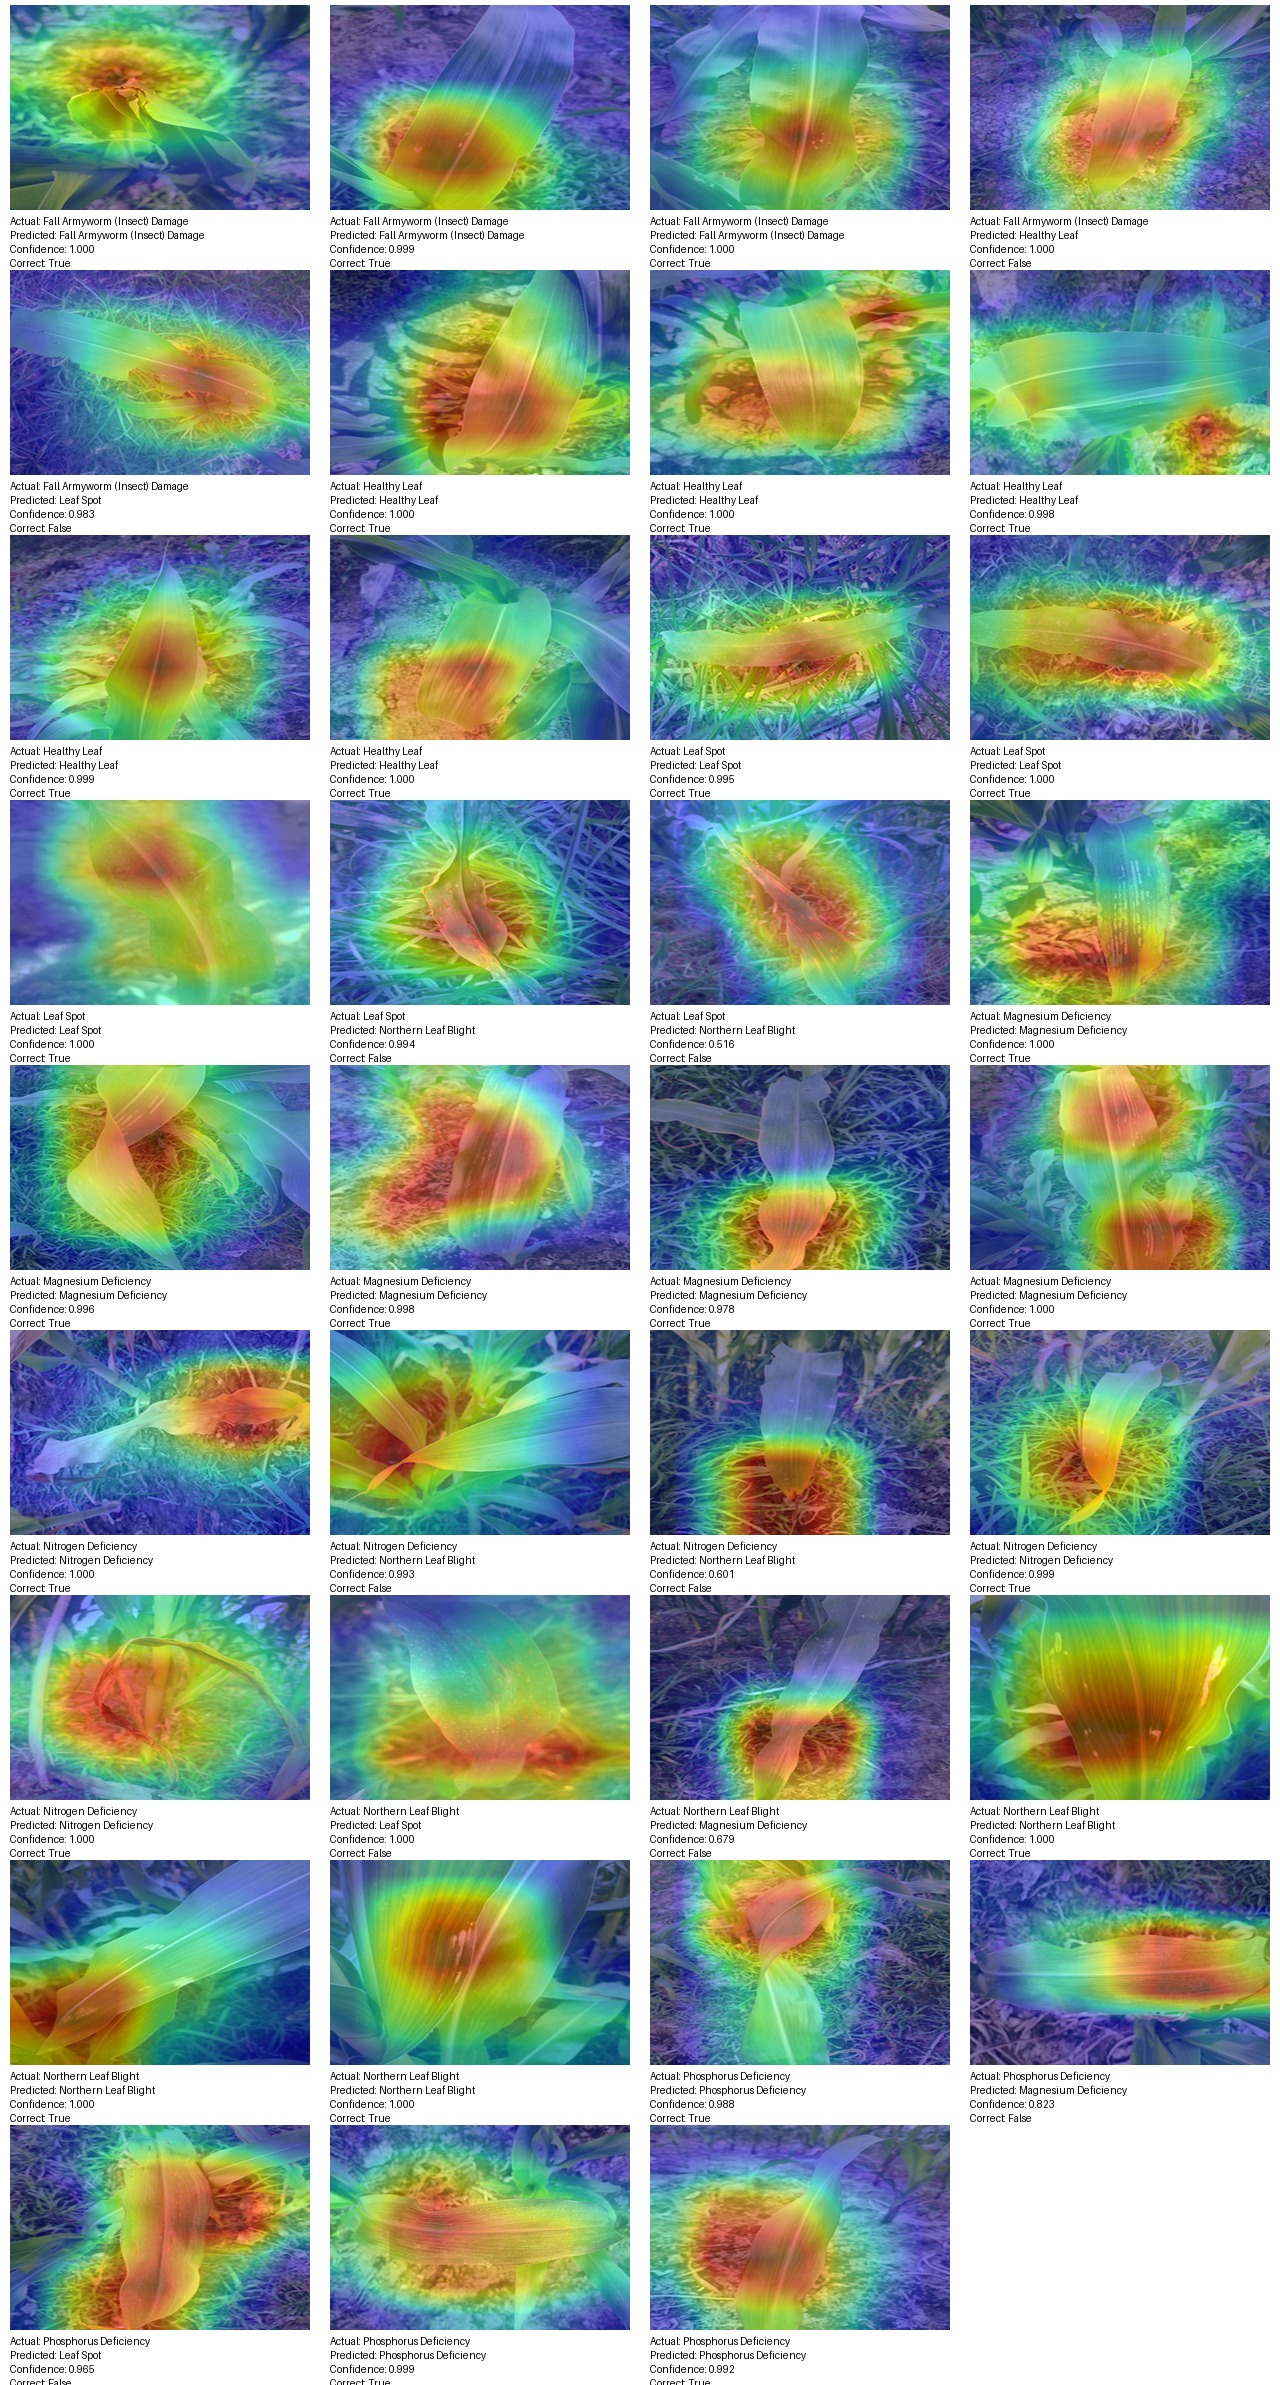 Actual: Fall Armyworm (Insect) Damage
Predicted: Fall Armyworm (Insect) Damage
Confidence: 1.000
Correct: True
Actual: Fall Armyworm (Insect) Damage
Predicted: Fall Armyworm (Insect) Damage
Confidence: 0.999
Correct: True
Actual: Fall Armyworm (Insect) Damage
Predicted: Fall Armyworm (Insect) Damage
Confidence: 1.000
Correct: True
Actual: Fall Armyworm (Insect) Damage
Predicted: Healthy Leaf
Confidence: 1.000
Correct: False
Actual: Fall Armyworm (Insect) Damage
Predicted: Leaf Spot
Confidence: 0.983
Correct: False
Actual: Healthy Leaf
Predicted: Healthy Leaf
Confidence: 1.000
Correct: True
Actual: Healthy Leaf
Predicted: Healthy Leaf
Confidence: 1.000
Correct: True
Actual: Healthy Leaf
Predicted: Healthy Leaf
Confidence: 0.998
Correct: True
Actual: Healthy Leaf
Predicted: Healthy Leaf
Confidence: 0.999
Correct: True
Actual: Healthy Leaf
Predicted: Healthy Leaf
Confidence: 1.000
Correct: True
Actual: Leaf Spot
Predicted: Leaf Spot
Confidence: 0.995
Correct: True
Actual: Leaf Spot
Predicted: Leaf Spot
Confidence: 1.000
Correct: True
Actual: Leaf Spot
Predicted: Leaf Spot
Confidence: 1.000
Correct: True
Actual: Leaf Spot
Predicted: Northern Leaf Blight
Confidence: 0.994
Correct: False
Actual: Leaf Spot
Predicted: Northern Leaf Blight
Confidence: 0.516
Correct: False
Actual: Magnesium Deficiency
Predicted: Magnesium Deficiency
Confidence: 1.000
Correct: True
Actual: Magnesium Deficiency
Predicted: Magnesium Deficiency
Confidence: 0.996
Correct: True
Actual: Magnesium Deficiency
Predicted: Magnesium Deficiency
Confidence: 0.998
Correct: True
Actual: Magnesium Deficiency
Predicted: Magnesium Deficiency
Confidence: 0.978
Correct: True
Actual: Magnesium Deficiency
Predicted: Magnesium Deficiency
Confidence: 1.000
Correct: True
Actual: Nitrogen Deficiency
Predicted: Nitrogen Deficiency
Confidence: 1.000
Correct: True
Actual: Nitrogen Deficiency
Predicted: Northern Leaf Blight
Confidence: 0.993
Correct: False
Actual: Nitrogen Deficiency
Predicted: Northern Leaf Blight
Confidence: 0.601
Correct: False
Actual: Nitrogen Deficiency
Predicted: Nitrogen Deficiency
Confidence: 0.999
Correct: True
Actual: Nitrogen Deficiency
Predicted: Nitrogen Deficiency
Confidence: 1.000
Correct: True
Actual: Northern Leaf Blight
Predicted: Leaf Spot
Confidence: 1.000
Correct: False
Actual: Northern Leaf Blight
Predicted: Magnesium Deficiency
Confidence: 0.679
Correct: False
Actual: Northern Leaf Blight
Predicted: Northern Leaf Blight
Confidence: 1.000
Correct: True
Actual: Northern Leaf Blight
Predicted: Northern Leaf Blight
Confidence: 1.000
Correct: True
Actual: Northern Leaf Blight
Predicted: Northern Leaf Blight
Confidence: 1.000
Correct: True
Actual: Phosphorus Deficiency
Predicted: Phosphorus Deficiency
Confidence: 0.988
Correct: True
Actual: Phosphorus Deficiency
Predicted: Magnesium Deficiency
Confidence: 0.823
Correct: False
Actual: Phosphorus Deficiency
Predicted: Leaf Spot
Confidence: 0.965
Correct: False
Actual: Phosphorus Deficiency
Predicted: Phosphorus Deficiency
Confidence: 0.999
Correct: True
Actual: Phosphorus Deficiency
Predicted: Phosphorus Deficiency
Confidence: 0.992
Correct: True